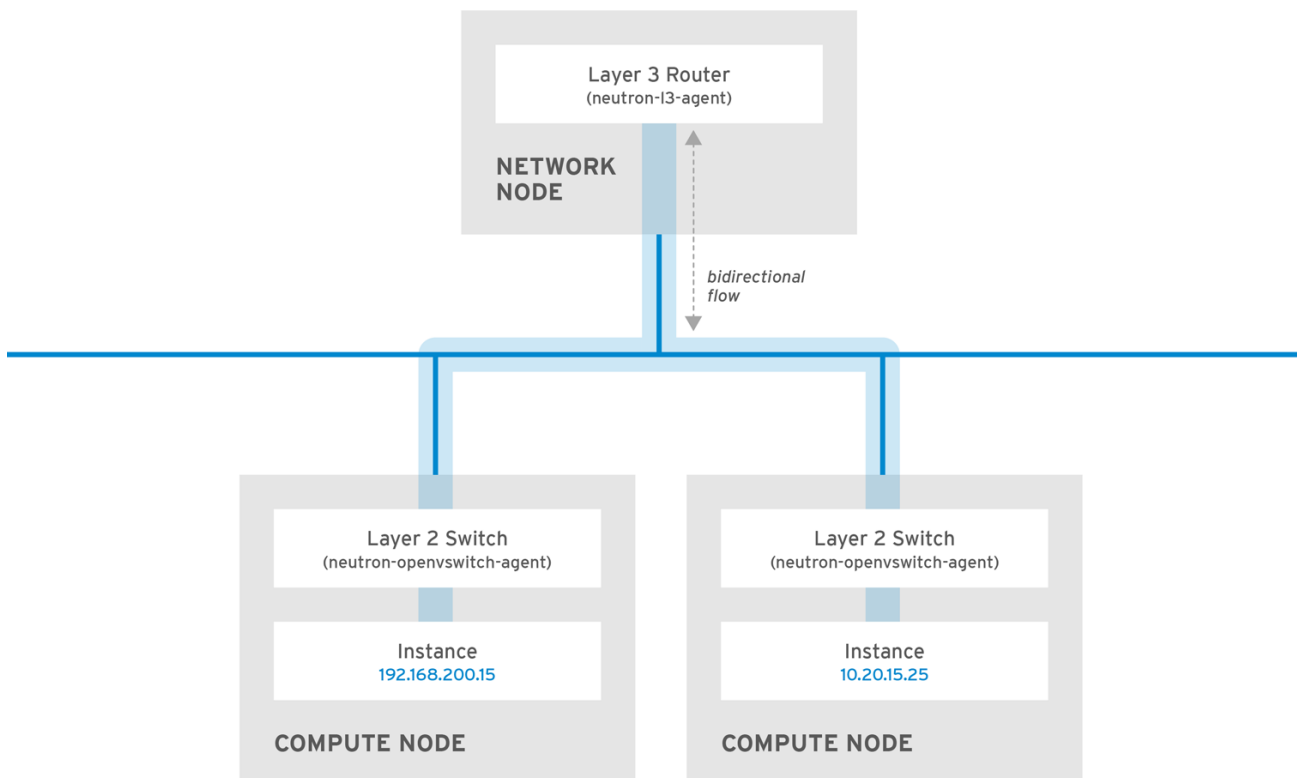 Layer 3 Router
(neutron-l3-agent)
NETWORK
NODE
bidirectional
flow
Layer 2 Switch
(neutron-openvswitch-agent)
Instance
192.168.200.15
COMPUTE NODE
Layer 2 Switch
(neutron-openvswitch-agent)
Instance
10.20.15.25
COMPUTE NODE